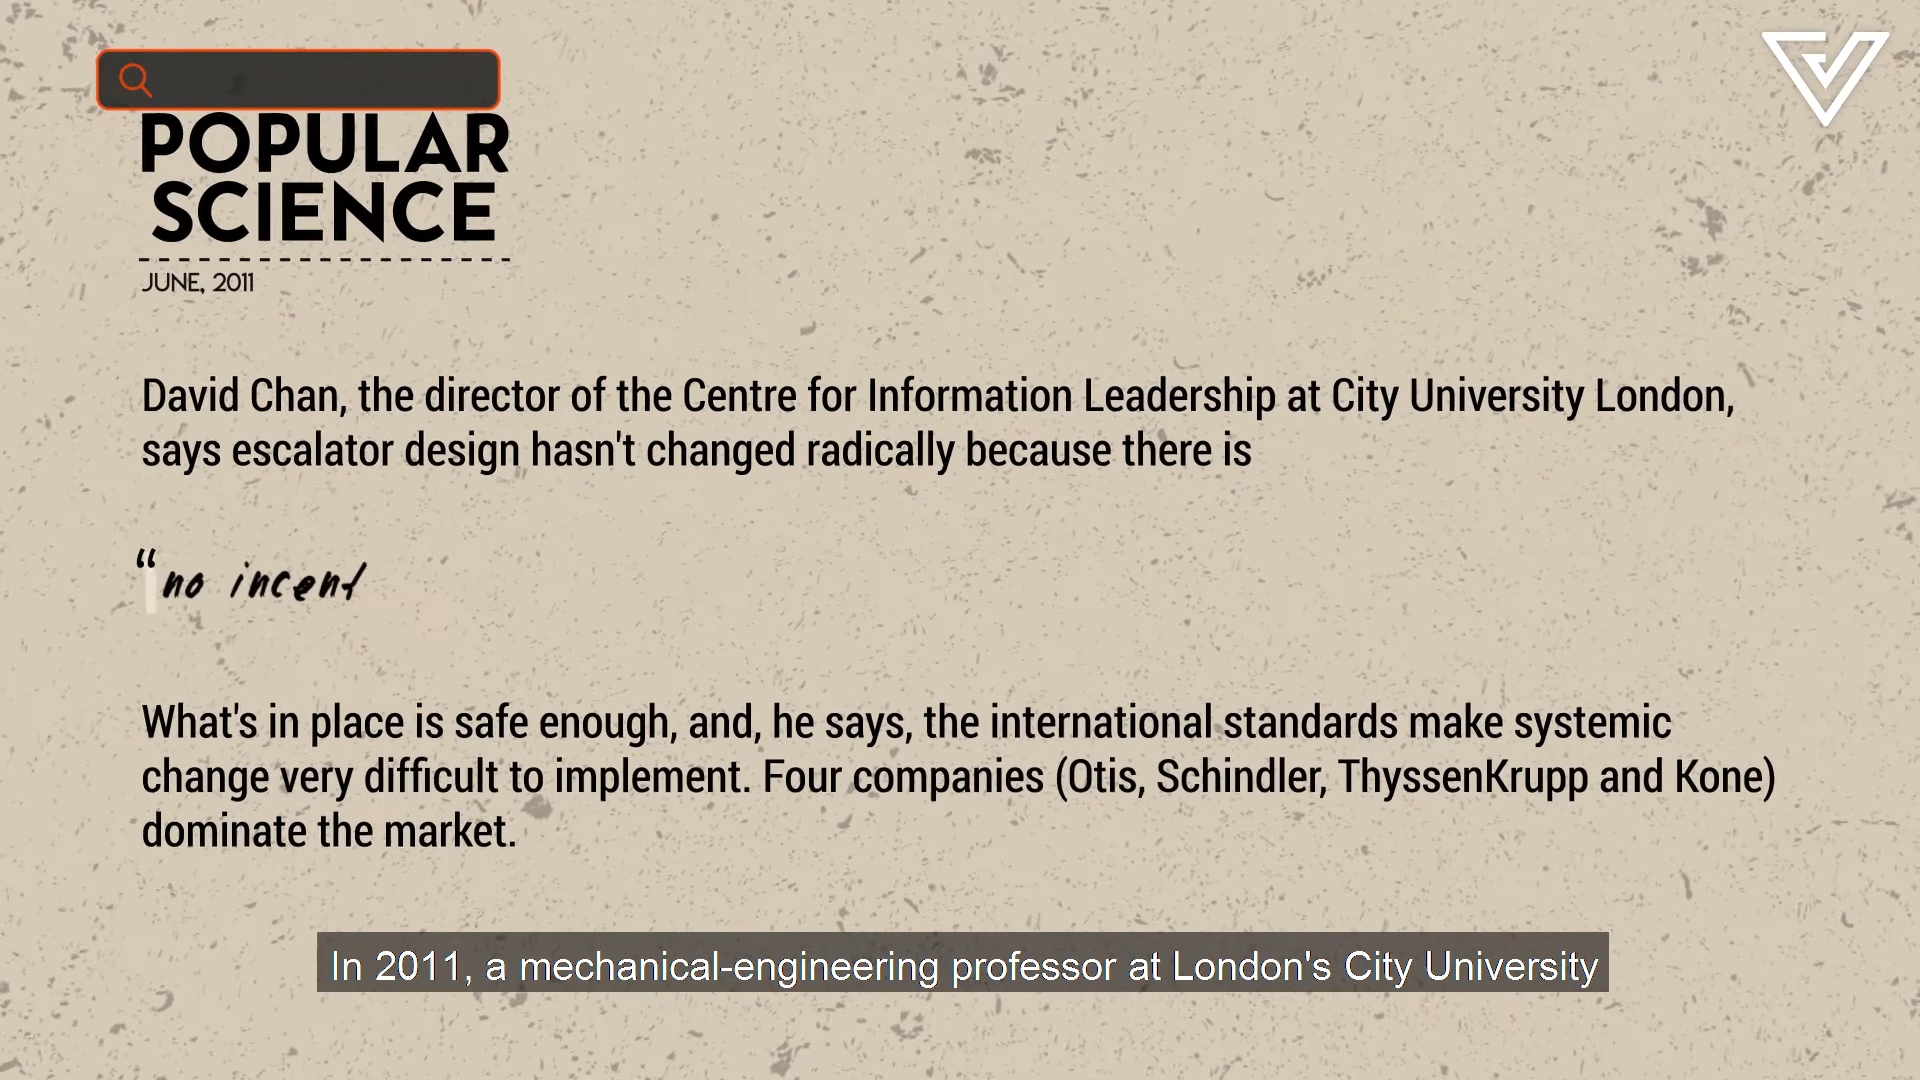 POPULAR
SCIENCE
JUNE, 2011
David Chan, the director of the Centre for Information Leadership at City University London,
says escalator design hasn't changed radically because there is
“no incent
What's in place is safe enough, and, he says, the international standards make systemic
change very difficult to implement. Four companies (Otis, Schindler, ThyssenKrupp and Kone)
dominate the market.
In 2011, a mechanical-engineering professor at London's City University